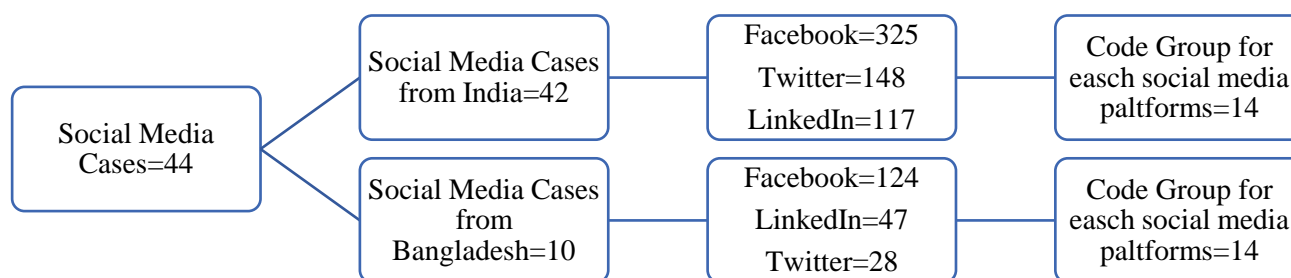 Social Media
Cases=44
Social Media Cases
from India=42
Facebook=325
Twitter=148
LinkedIn=117
Code Group for
easch social media
paltforms=14
Social Media Cases
from
Bangladesh=10
Facebook=124
LinkedIn=47
Twitter=28
Code Group for
easch social media
paltforms=14